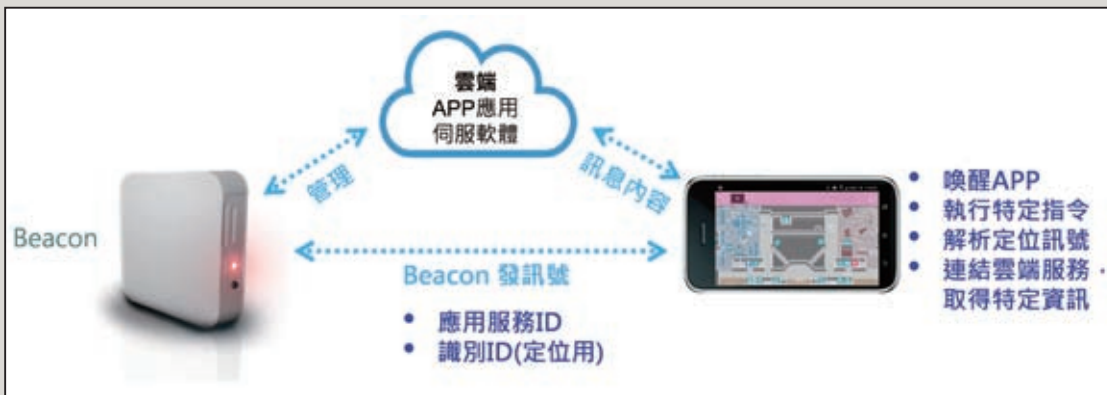 雲端
APP應用
伺服軟體
管理
訊息內容
Beacon
Beacon 發訊號
• 應用服務ID
• 識別ID(定位用)
• 喚醒APP
• 執行特定指令
• 解析定位訊號
• 連結雲端服務，
取得特定資訊